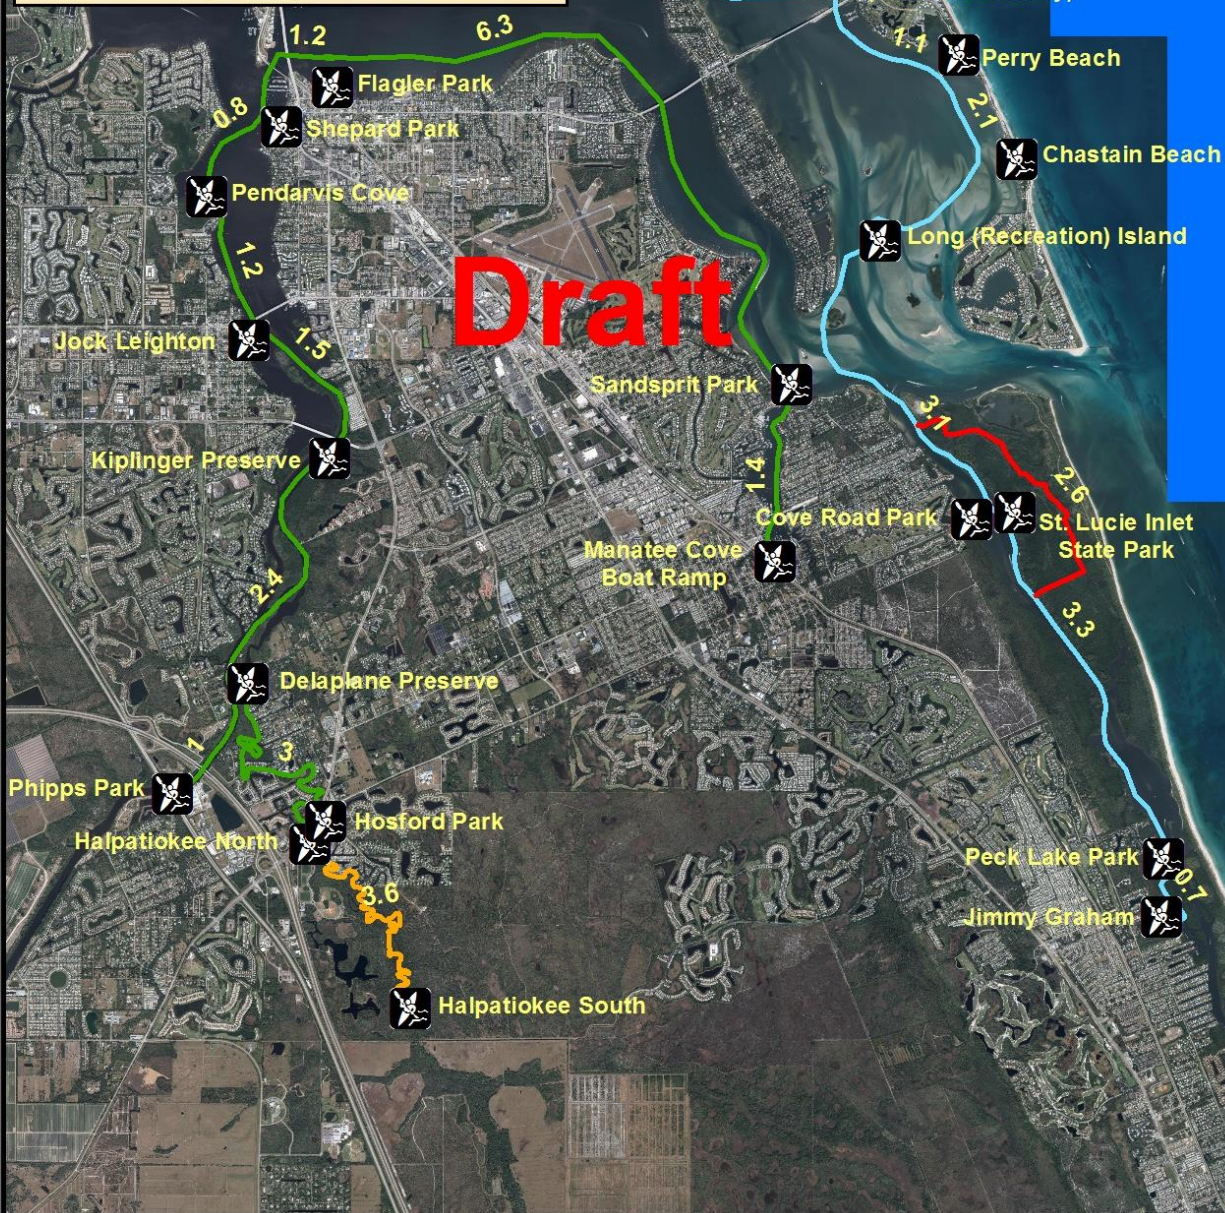 1.2
6.3
1.1
Perry Beach
Flagler Park
0.8
2.1
Shepard Park
Chastain Beach
Pendarvis Cove
Long (Recreation) Island
1.2
Draft
Jock Leighton
1.5
Sandsprit Park
3.1
Kiplinger Preserve
1.4
2.6
Cove Road Park
St. Lucie Inlet
State Park
Manatee Cove
Boat Ramp
2.4
3.3
Delaplane Preserve
1
3
Phipps Park
Hosford Park
Halpatiokee North
Peck Lake Park
0.7
3.6
Jimmy Graham
Halpatiokee South